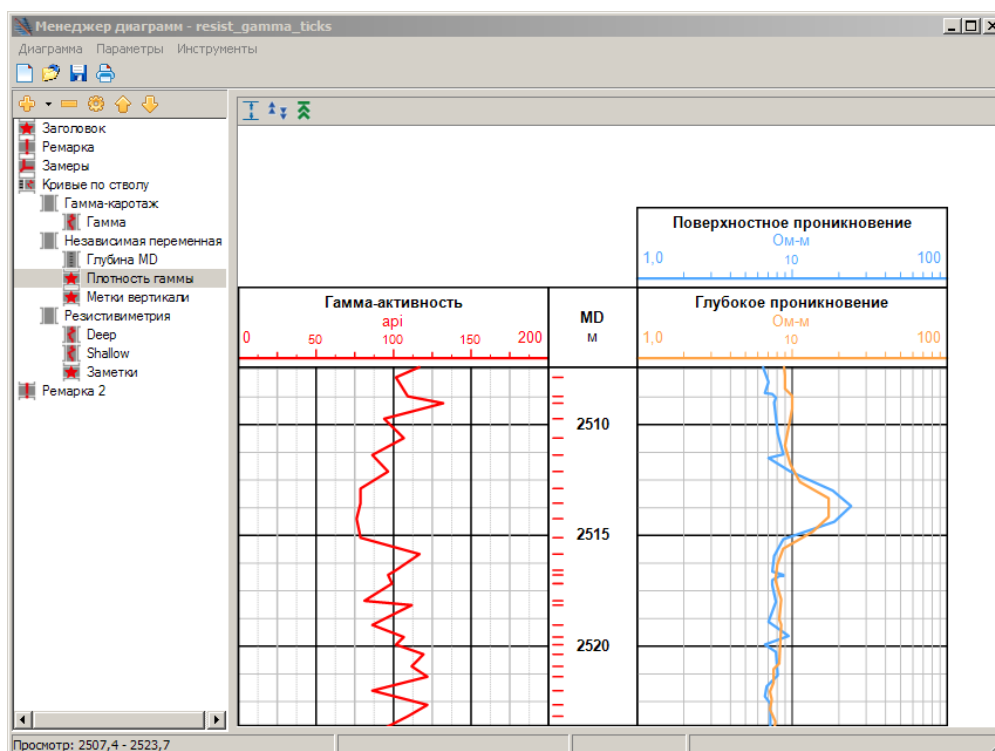 Менеджер диаграмм - resist_gamma_ticks
Диаграмма Параметры Инструменты
Заголовок
Ремарка
Замеры
Кривые по стволу
Гамма-каротаж
Гамма
Независимая переменная
Глубина MD
Плотность гаммы
Метки вертикали
Резистивиметрия
Deep
Shallow
Заметки
Ремарка 2
Поверхностное проникновение
Ом-м
1,0 10 100
Гамма-активность
api
0 50 100 150 200
MD
м
Глубокое проникновение
Ом-м
1,0 10 100
2510
2515
2520
Просмотр: 2507,4 - 2523,7